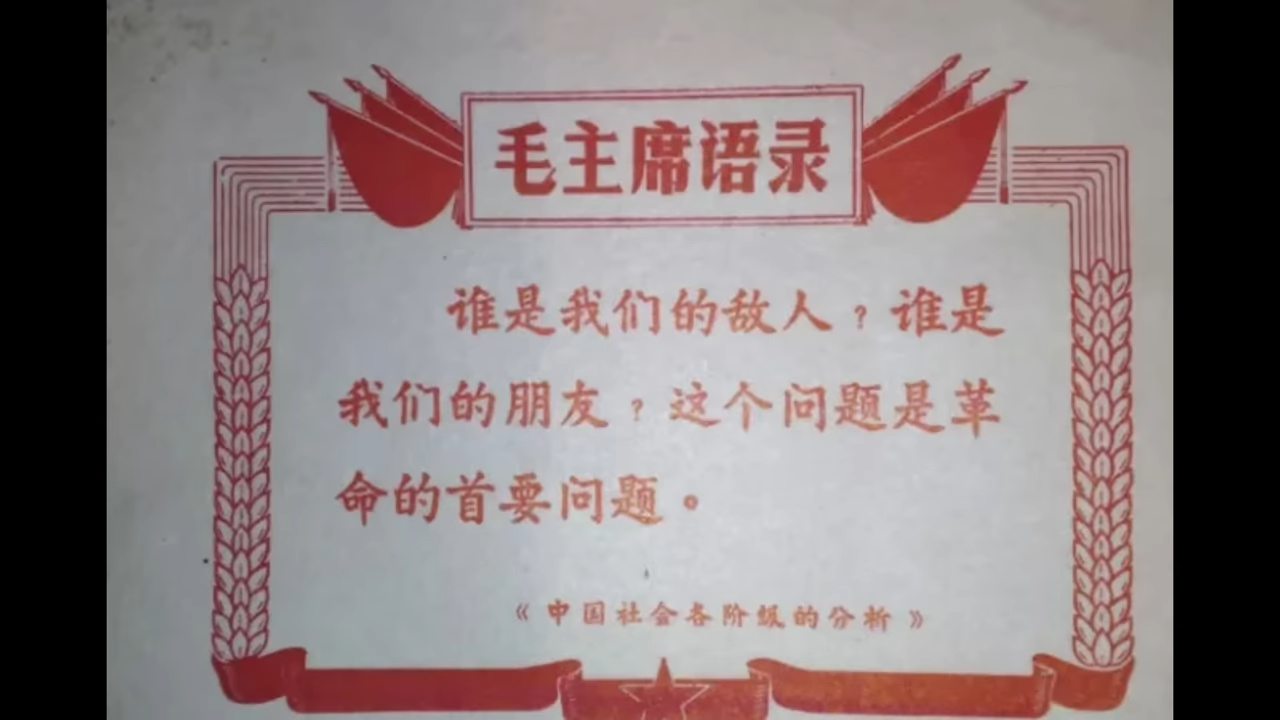 毛主席语录
谁是我们的敌人？谁是
我们的朋友？这个问题是革
命的首要问题。
《中国社会各阶级的分析》